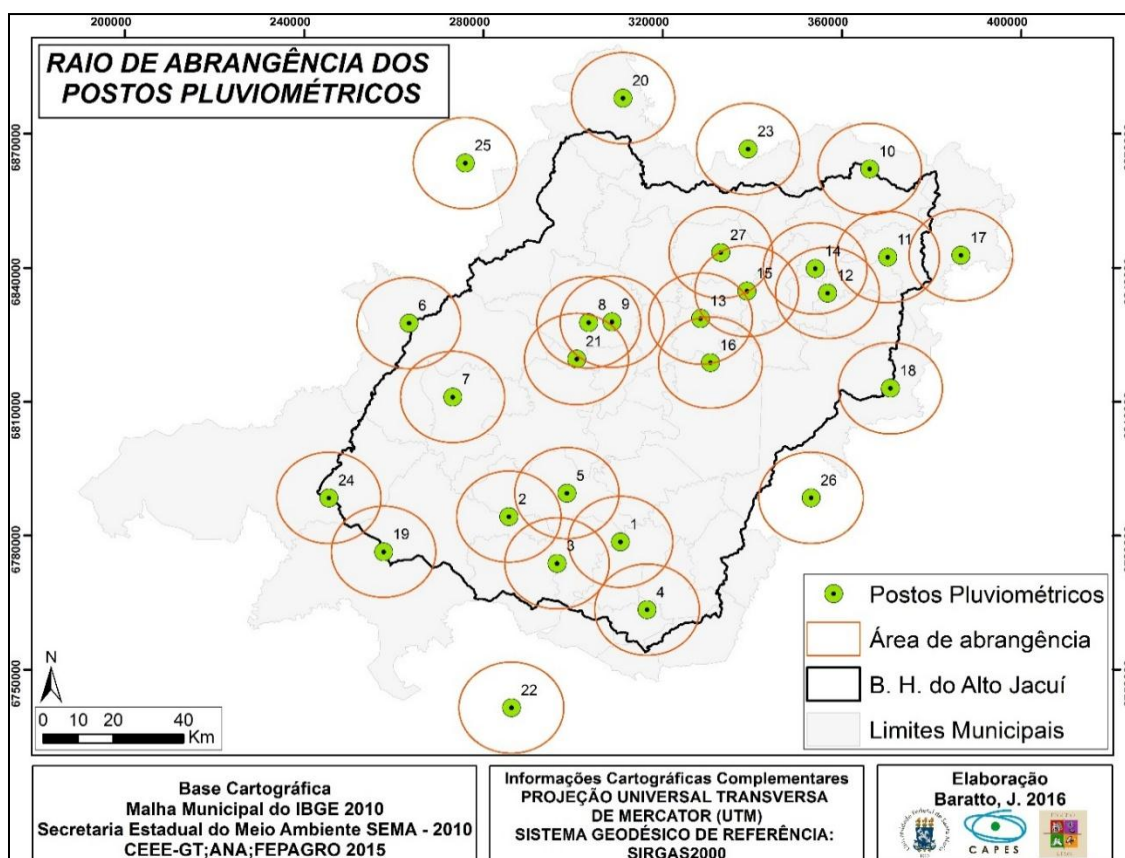 200000 240000 280000 320000 360000 400000
RAIO DE ABRANGÊNCIA DOS
POSTOS PLUVIOMÉTRICOS
6870000
6840000
6810000
6780000
6750000
20
23
25
10
27
14
11
17
15
12
6
8
9
13
21
16
7
18
24
5
2
26
1
19
3
4
22
N
0 10 20 40
Km
Postos Pluviométricos
Área de abrangência
B. H. do Alto Jacuí
Limites Municipais
Base Cartográfica
Malha Municipal do IBGE 2010
Secretaria Estadual do Meio Ambiente SEMA - 2010
CEEE-GT;ANA;FEPAGRO 2015
Informações Cartográficas Complementares
PROJEÇÃO UNIVERSAL TRANSVERSA
DE MERCATOR (UTM)
SISTEMA GEODÉSICO DE REFERÊNCIA:
SIRGAS2000
Elaboração
Baratto, J. 2016
CAPES